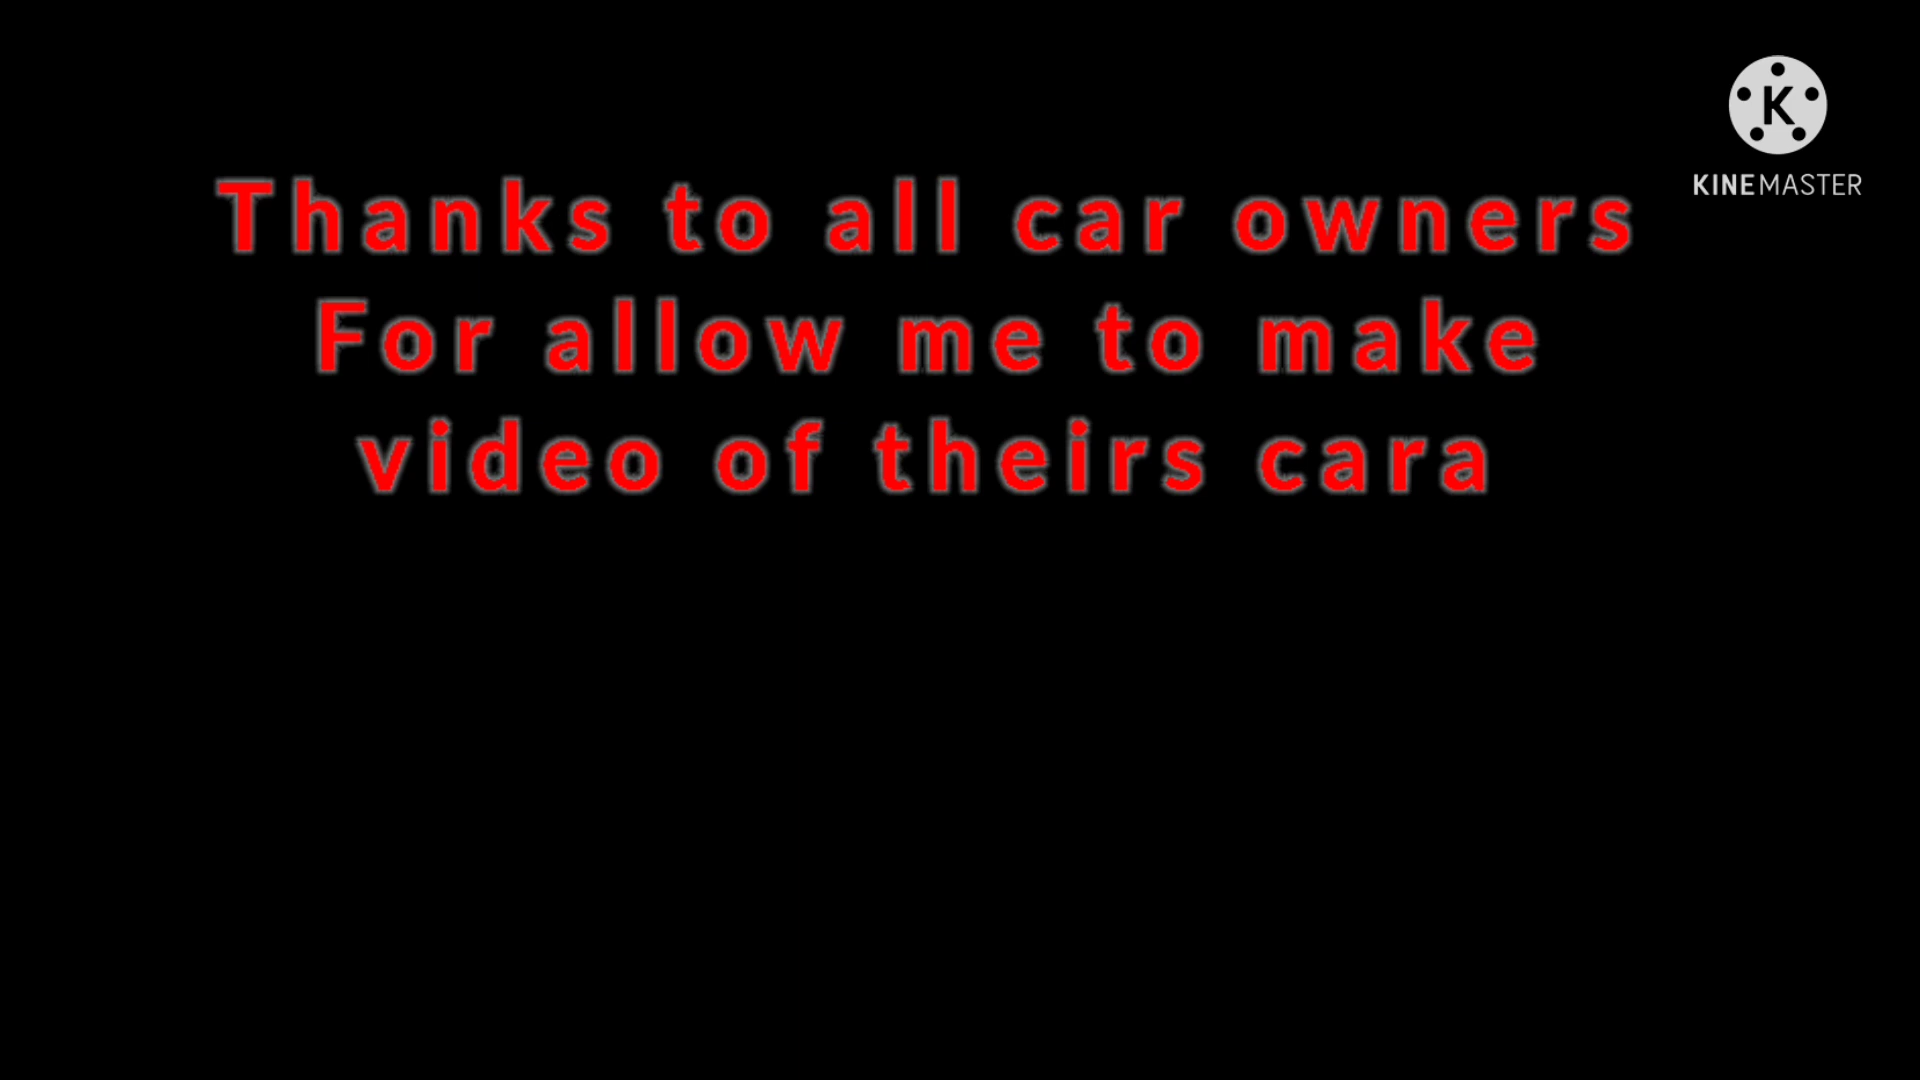 Thanks to all car owners
For allow me to make
video of theirs cara
K
KINEMASTER